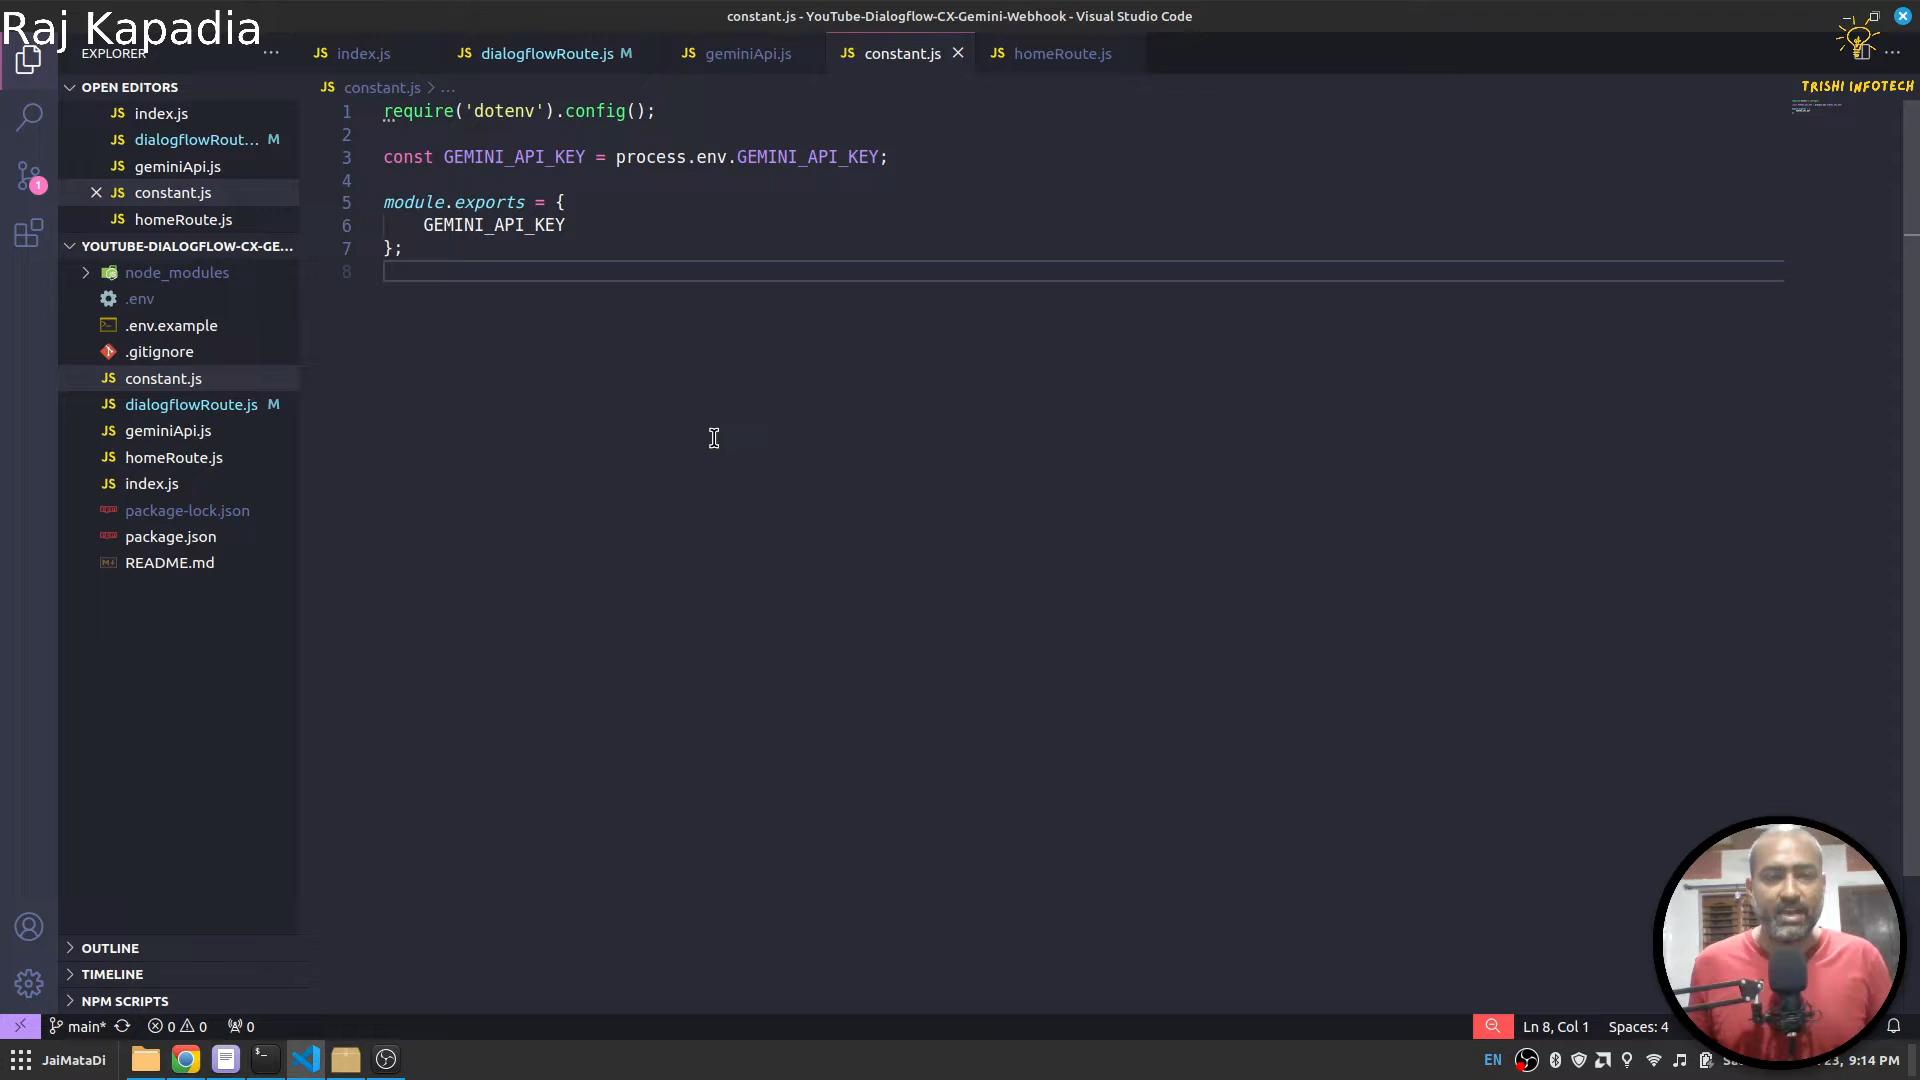 Raj Kapadia
constant.js - YouTube-Dialogflow-CX-Gemini-Webhook - Visual Studio Code
EXPLORER
index.js
dialogflowRoute.js M
geminiApi.js
constant.js
homeRoute.js
TRISHI INFOTECH
OPEN EDITORS
JS index.js
JS dialogflowRout... M
JS geminiApi.js
JS constant.js
JS homeRoute.js
YOUTUBE-DIALOGFLOW-CX-GE...
node_modules
.env
.env.example
.gitignore
JS constant.js
JS dialogflowRoute.js M
JS geminiApi.js
JS homeRoute.js
JS index.js
package-lock.json
package.json
README.md
OUTLINE
TIMELINE
NPM SCRIPTS
JS constant.js > ...
1 require('dotenv').config();
2
3 const GEMINI_API_KEY = process.env.GEMINI_API_KEY;
4
5 module.exports = {
6 GEMINI_API_KEY
7 };
8
main* 0 0 0
Ln 8, Col 1 Spaces: 4
JaiMataDi
EN
23, 9:14 PM